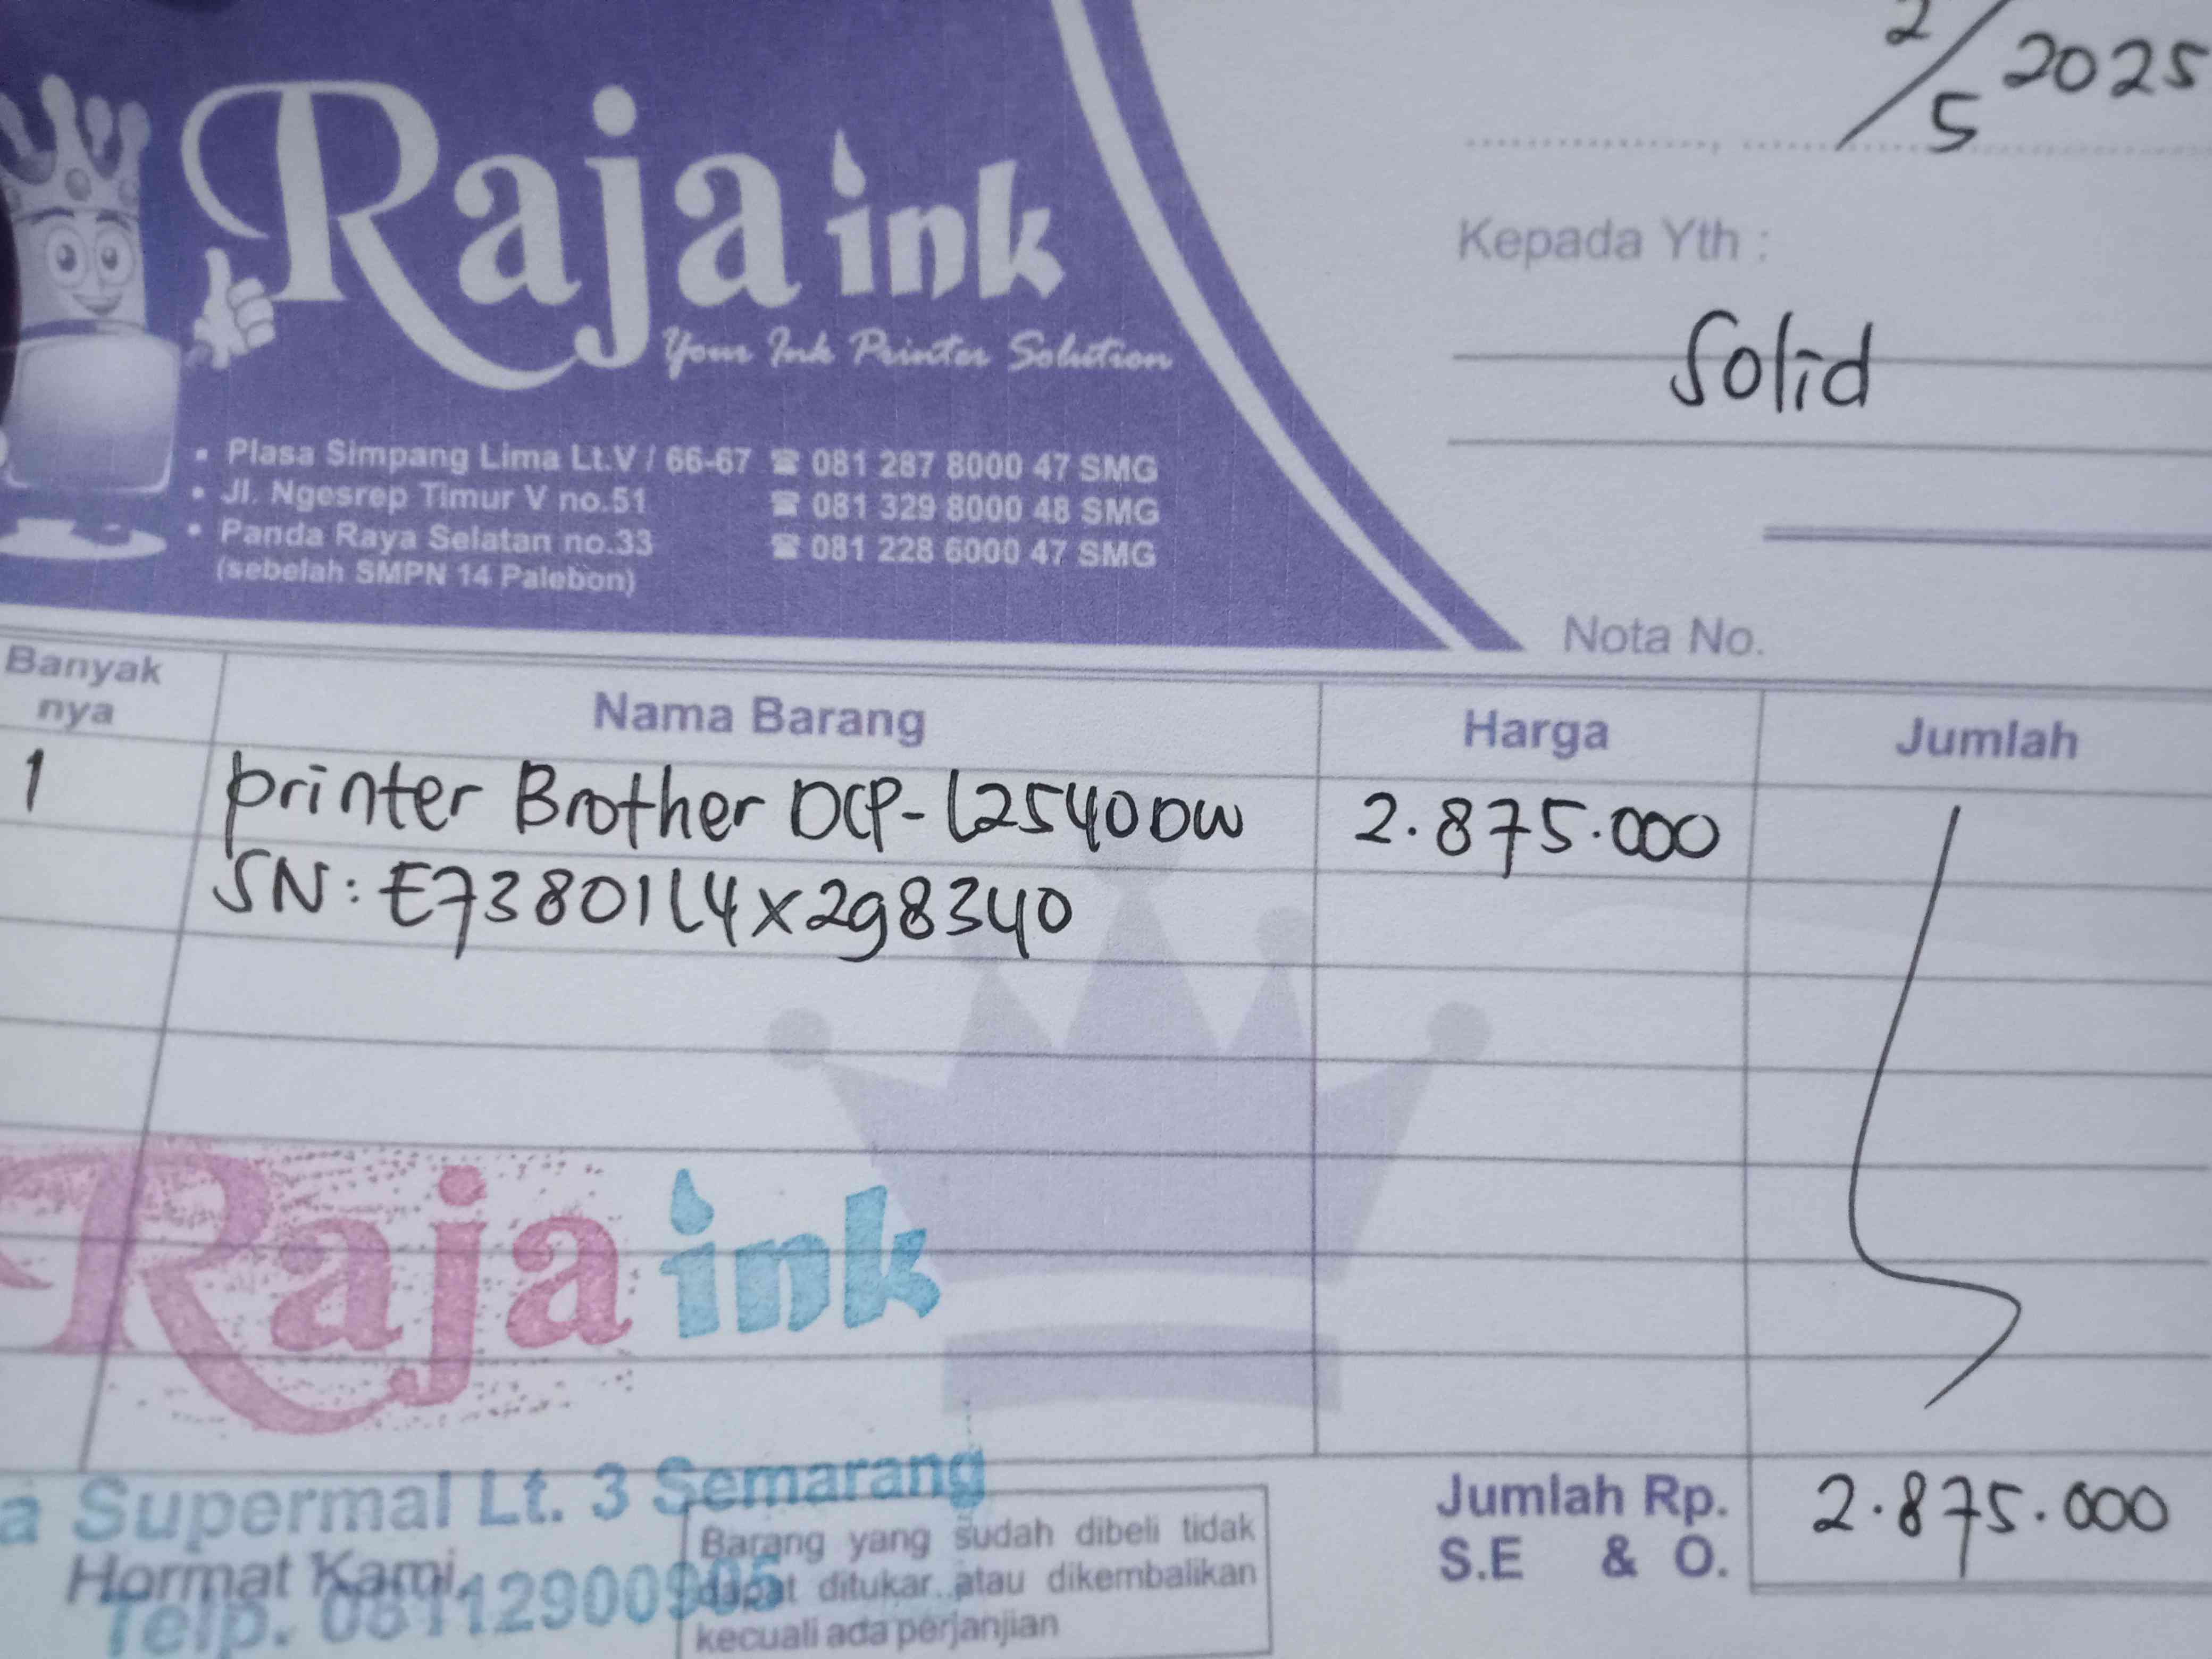 2/5 2025
Raja ink
Your Ink Printer Solution
Kepada Yth :
Solid
• Plasa Simpang Lima Lt.V / 66-67 ☎ 081 287 8000 47 SMG
• Jl. Ngesrep Timur V no.51 ☎ 081 329 8000 48 SMG
• Panda Raya Selatan no.33 ☎ 081 228 6000 47 SMG
(sebelah SMPN 14 Palebon)
Nota No.
Banyak nya Nama Barang Harga Jumlah
1 printer Brother DCP-L2540DW 2.875.000
SN: E73801L4X298340
Raja ink
a Supermal Lt. 3 Semarang
Hormat Kami,
Telp. 08112900905
Barang yang sudah dibeli tidak
dapat ditukar atau dikembalikan
kecuali ada perjanjian
Jumlah Rp. 2.875.000
S.E & O.